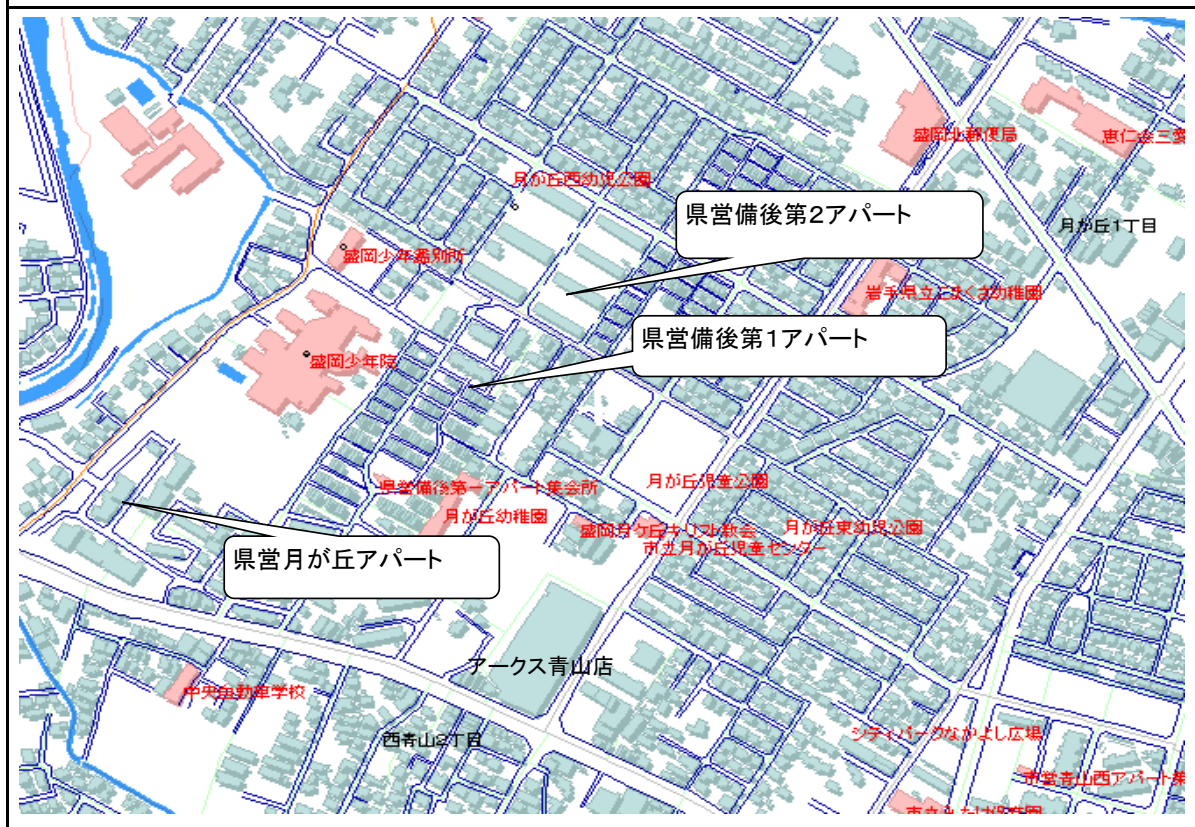 盛岡北郵便局
恵仁会三愛
月が丘西幼児公園
県営備後第2アパート
月が丘1丁目
盛岡少年鑑別所
岩手県立こまくさ幼稚園
県営備後第1アパート
盛岡少年院
県営備後第一アパート集会所
月が丘児童公園
月が丘幼稚園
盛岡月ケ丘キリスト教会
月が丘東幼児公園
市立月が丘児童センター
県営月が丘アパート
アークス青山店
中央自動車学校
西青山2丁目
シティパークなかよし広場
市営青山西アパート集
市立みたけ保育園